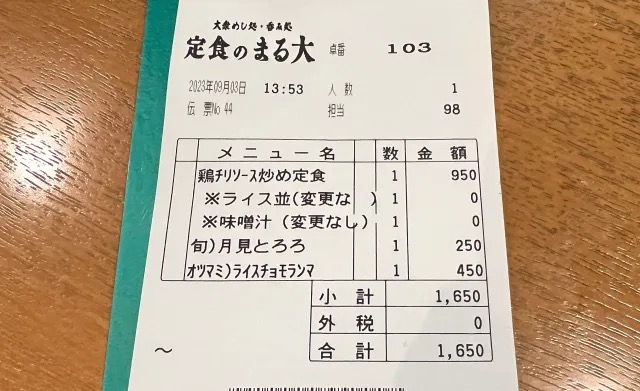 大衆めし処・呑み処
定食のまる大 卓番 103
2023年09月03日 13:53 人数 1
伝票No 44 担当 98
メニュー名 数 金額
鶏チリソース炒め定食 1 950
※ライス並(変更な ) 1 0
※味噌汁(変更なし) 1 0
旬)月見とろろ 1 250
オツマミ)ライスチョモランマ 1 450
小計 1,650
外税 0
合計 1,650
～